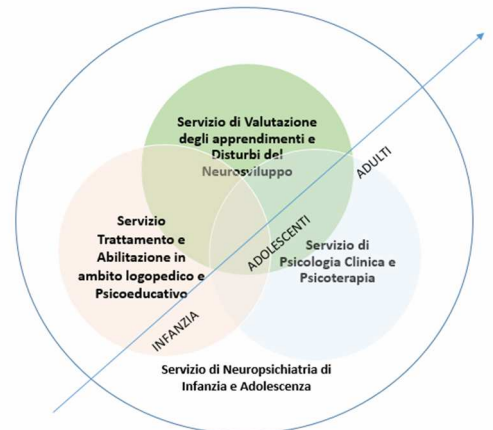 Servizio di Valutazione
degli apprendimenti e
Disturbi del
Neurosviluppo
ADULTI
ADOLESCENTI
Servizio
Trattamento e
Abilitazione in
ambito logopedico e
Psicoeducativo
Servizio di
Psicologia Clinica e
Psicoterapia
INFANZIA
Servizio di Neuropsichiatria di
Infanzia e Adolescenza